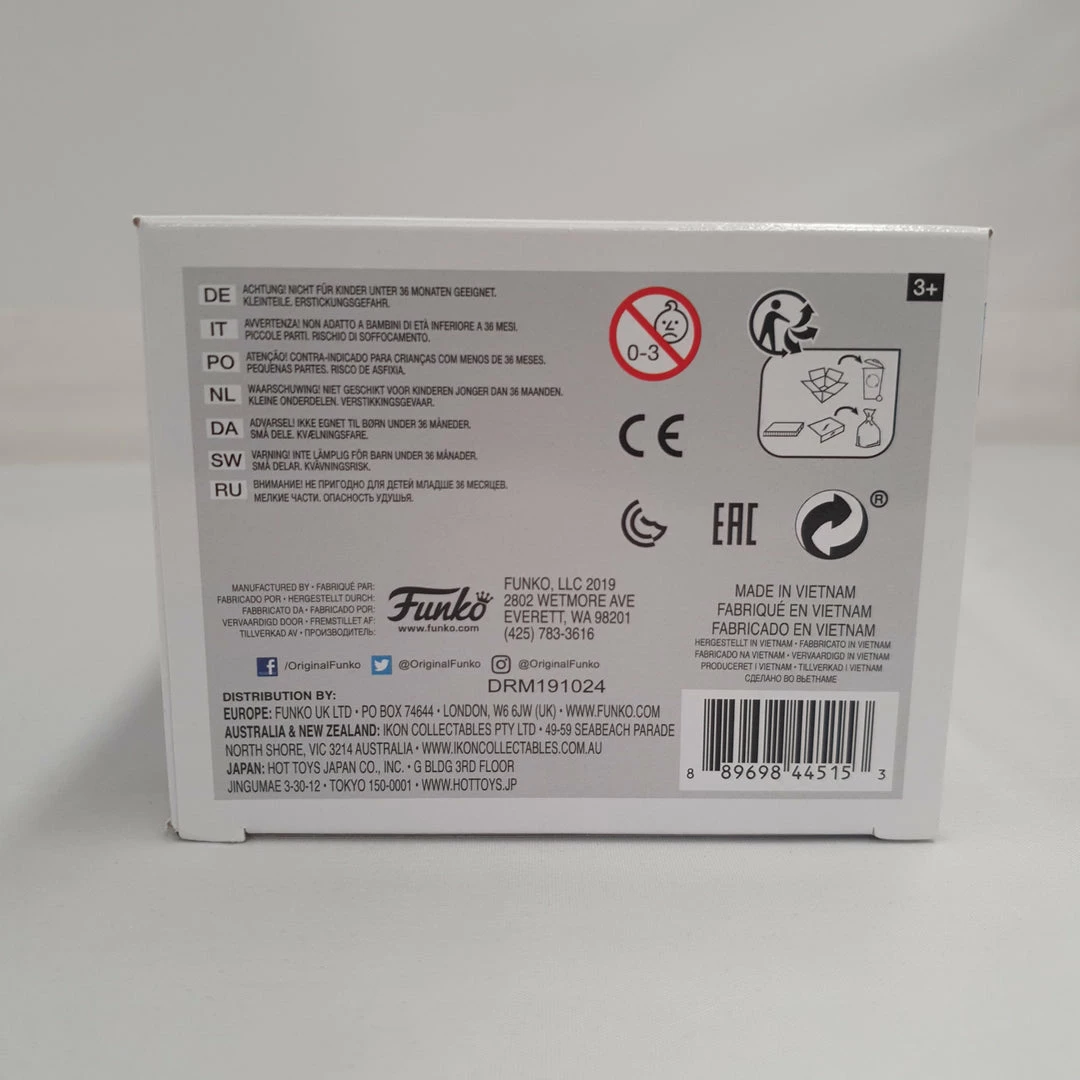 3+
DE ACHTUNG! NICHT FÜR KINDER UNTER 36 MONATEN GEEIGNET.
KLEINTEILE. ERSTICKUNGSGEFAHR.
IT AVVERTENZA! NON ADATTO A BAMBINI DI ETÀ INFERIORE A 36 MESI.
PICCOLE PARTI. RISCHIO DI SOFFOCAMENTO.
PO ATENÇÃO! CONTRA-INDICADO PARA CRIANÇAS COM MENOS DE 36 MESES.
PEQUENAS PARTES. RISCO DE ASFIXIA.
NL WAARSCHUWING! NIET GESCHIKT VOOR KINDEREN JONGER DAN 36 MAANDEN.
KLEINE ONDERDELEN. VERSTIKKINGSGEVAAR.
DA ADVARSEL! IKKE EGNET TIL BØRN UNDER 36 MÅNEDER.
SMÅ DELE. KVÆLNINGSFARE.
SW VARNING! INTE LÄMPLIG FÖR BARN UNDER 36 MÅNADER.
SMÅ DELAR. KVÄVNINGSRISK.
RU ВНИМАНИЕ! НЕ ПРИГОДНО ДЛЯ ДЕТЕЙ МЛАДШЕ 36 МЕСЯЦЕВ.
МЕЛКИЕ ЧАСТИ. ОПАСНОСТЬ УДУШЬЯ.
0-3
CE
EAC
®
MANUFACTURED BY • FABRIQUÉ PAR:
FABRICADO POR • HERGESTELLT DURCH:
FABBRICATO DA • FABRICADO POR:
VERVAARDIGD DOOR • FREMSTILLET AF:
TILLVERKAD AV • ПРОИЗВОДИТЕЛЬ:
Funko
www.funko.com
FUNKO, LLC 2019
2802 WETMORE AVE
EVERETT, WA 98201
(425) 783-3616
f /OriginalFunko @OriginalFunko @OriginalFunko
DRM191024
DISTRIBUTION BY:
EUROPE: FUNKO UK LTD • PO BOX 74644 • LONDON, W6 6JW (UK) • WWW.FUNKO.COM
AUSTRALIA & NEW ZEALAND: IKON COLLECTABLES PTY LTD • 49-59 SEABEACH PARADE
NORTH SHORE, VIC 3214 AUSTRALIA • WWW.IKONCOLLECTABLES.COM.AU
JAPAN: HOT TOYS JAPAN CO., INC. • G BLDG 3RD FLOOR
JINGUMAE 3-30-12 • TOKYO 150-0001 • WWW.HOTTOYS.JP
MADE IN VIETNAM
FABRIQUÉ EN VIETNAM
FABRICADO EN VIETNAM
HERGESTELLT IN VIETNAM • FABBRICATO IN VIETNAM
FABRICADO NA VIETNAM • VERVAARDIGD IN VIETNAM
PRODUCERET I VIETNAM • TILLVERKAD I VIETNAM
СДЕЛАНО ВО ВЬЕТНАМЕ
8 89698 44515 3